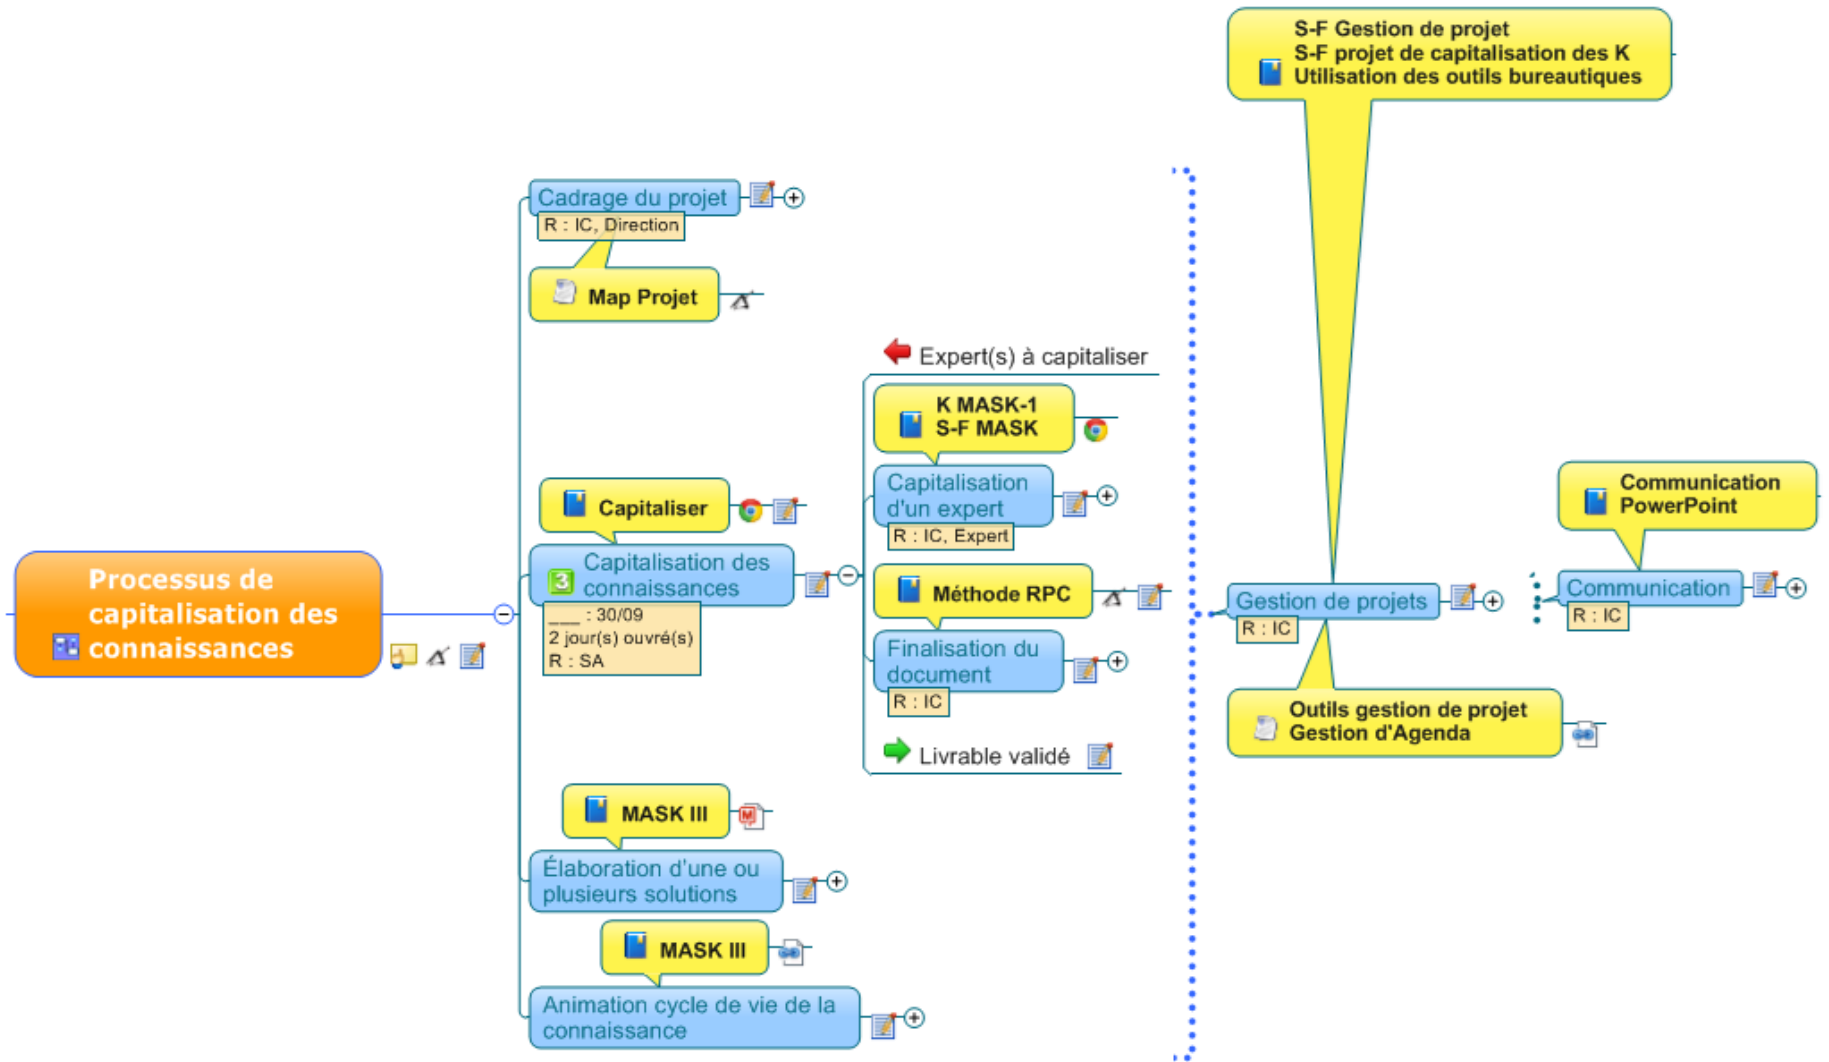 S-F Gestion de projet
S-F projet de capitalisation des K
Utilisation des outils bureautiques
Cadrage du projet
R : IC, Direction
Map Projet
Expert(s) à capitaliser
K MASK-1
S-F MASK
Capitalisation
d'un expert
R : IC, Expert
Capitaliser
3
Capitalisation des
connaissances
___ : 30/09
2 jour(s) ouvré(s)
R : SA
Méthode RPC
Finalisation du
document
R : IC
Livrable validé
Processus de
capitalisation des
connaissances
MASK III
M
Élaboration d'une ou
plusieurs solutions
MASK III
Animation cycle de vie de la
connaissance
Gestion de projets
R : IC
Outils gestion de projet
Gestion d'Agenda
Communication
PowerPoint
Communication
R : IC